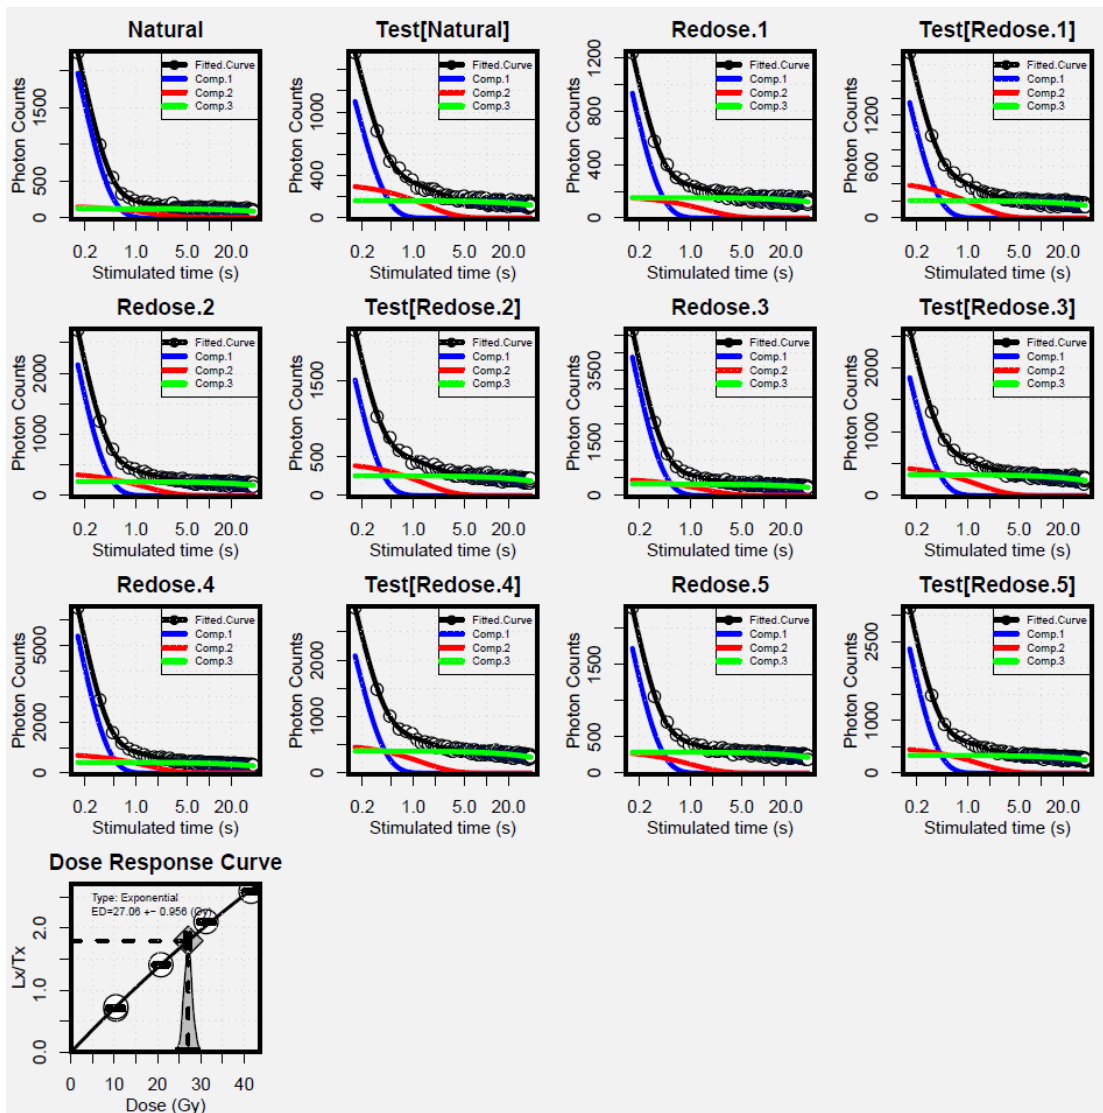 Natural
Photon Counts
0 500 1500
Fitted.Curve
Comp.1
Comp.2
Comp.3
0.2 1.0 5.0 20.0
Stimulated time (s)
Test[Natural]
Photon Counts
0 400 1000
Fitted.Curve
Comp.1
Comp.2
Comp.3
0.2 1.0 5.0 20.0
Stimulated time (s)
Redose.1
Photon Counts
0 400 800 1200
Fitted.Curve
Comp.1
Comp.2
Comp.3
0.2 1.0 5.0 20.0
Stimulated time (s)
Test[Redose.1]
Photon Counts
0 600 1200
Fitted.Curve
Comp.1
Comp.2
Comp.3
0.2 1.0 5.0 20.0
Stimulated time (s)
Redose.2
Photon Counts
0 1000 2000
Fitted.Curve
Comp.1
Comp.2
Comp.3
0.2 1.0 5.0 20.0
Stimulated time (s)
Test[Redose.2]
Photon Counts
0 500 1500
Fitted.Curve
Comp.1
Comp.2
Comp.3
0.2 1.0 5.0 20.0
Stimulated time (s)
Redose.3
Photon Counts
0 1500 3500
Fitted.Curve
Comp.1
Comp.2
Comp.3
0.2 1.0 5.0 20.0
Stimulated time (s)
Test[Redose.3]
Photon Counts
0 1000 2000
Fitted.Curve
Comp.1
Comp.2
Comp.3
0.2 1.0 5.0 20.0
Stimulated time (s)
Redose.4
Photon Counts
0 2000 5000
Fitted.Curve
Comp.1
Comp.2
Comp.3
0.2 1.0 5.0 20.0
Stimulated time (s)
Test[Redose.4]
Photon Counts
0 1000 2000
Fitted.Curve
Comp.1
Comp.2
Comp.3
0.2 1.0 5.0 20.0
Stimulated time (s)
Redose.5
Photon Counts
0 500 1500
Fitted.Curve
Comp.1
Comp.2
Comp.3
0.2 1.0 5.0 20.0
Stimulated time (s)
Test[Redose.5]
Photon Counts
0 1000 2500
Fitted.Curve
Comp.1
Comp.2
Comp.3
0.2 1.0 5.0 20.0
Stimulated time (s)
Dose Response Curve
Lx/Tx
0.0 1.0 2.0
Type: Exponential
ED=27.06 +- 0.956 (Gy)
0 10 20 30 40
Dose (Gy)